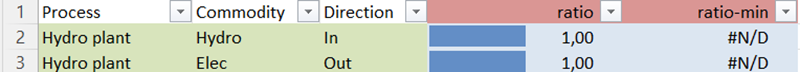 1 Process Commodity Direction ratio ratio-min
2 Hydro plant Hydro In 1,00 #N/D
3 Hydro plant Elec Out 1,00 #N/D